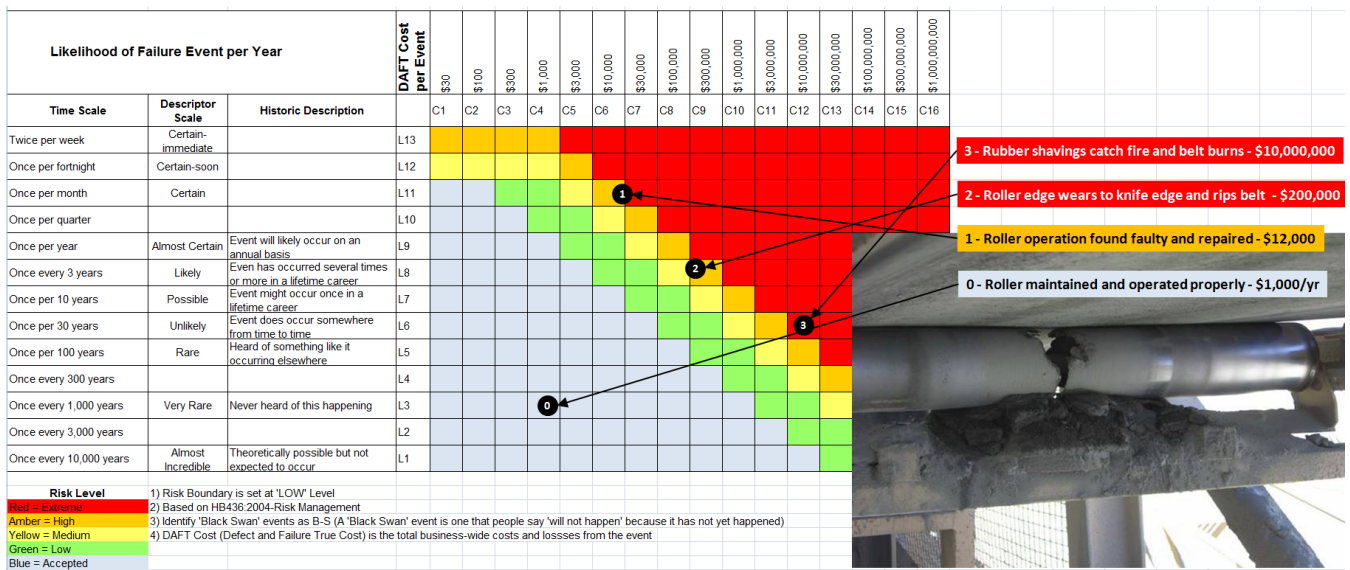 Likelihood of Failure Event per Year
DAFT Cost
per Event
$30
$100
$300
$1,000
$3,000
$10,000
$30,000
$100,000
$300,000
$1,000,000
$3,000,000
$10,000,000
$30,000,000
$100,000,000
$300,000,000
$1,000,000,000
Time Scale
Descriptor
Scale
Historic Description
C1 C2 C3 C4 C5 C6 C7 C8 C9 C10 C11 C12 C13 C14 C15 C16
Twice per week
Certain-
immediate
L13
Once per fortnight
Certain-soon
L12
Once per month
Certain
L11
1
Once per quarter
L10
Once per year
Almost Certain
Event will likely occur on an
annual basis
L9
Once every 3 years
Likely
Even has occurred several times
or more in a lifetime career
L8
2
Once per 10 years
Possible
Event might occur once in a
lifetime career
L7
Once per 30 years
Unlikely
Event does occur somewhere
from time to time
L6
3
Once per 100 years
Rare
Heard of something like it
occurring elsewhere
L5
Once every 300 years
L4
Once every 1,000 years
Very Rare
Never heard of this happening
L3
0
Once every 3,000 years
L2
Once every 10,000 years
Almost
Incredible
Theoretically possible but not
expected to occur
L1
3 - Rubber shavings catch fire and belt burns - $10,000,000
2 - Roller edge wears to knife edge and rips belt - $200,000
1 - Roller operation found faulty and repaired - $12,000
0 - Roller maintained and operated properly - $1,000/yr
Risk Level
Red = Extreme
Amber = High
Yellow = Medium
Green = Low
Blue = Accepted
1) Risk Boundary is set at 'LOW' Level
2) Based on HB436:2004-Risk Management
3) Identify 'Black Swan' events as B-S (A 'Black Swan' event is one that people say 'will not happen' because it has not yet happened)
4) DAFT Cost (Defect and Failure True Cost) is the total business-wide costs and lossses from the event